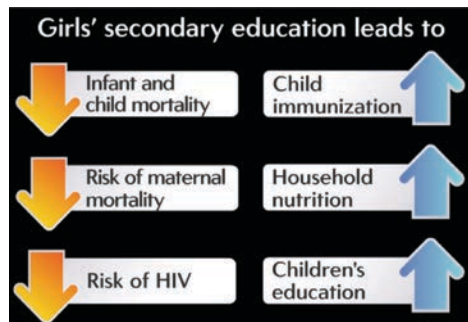 Girls' secondary education leads to
Infant and
child mortality
Child
immunization
Risk of maternal
mortality
Household
nutrition
Risk of HIV
Children's
education